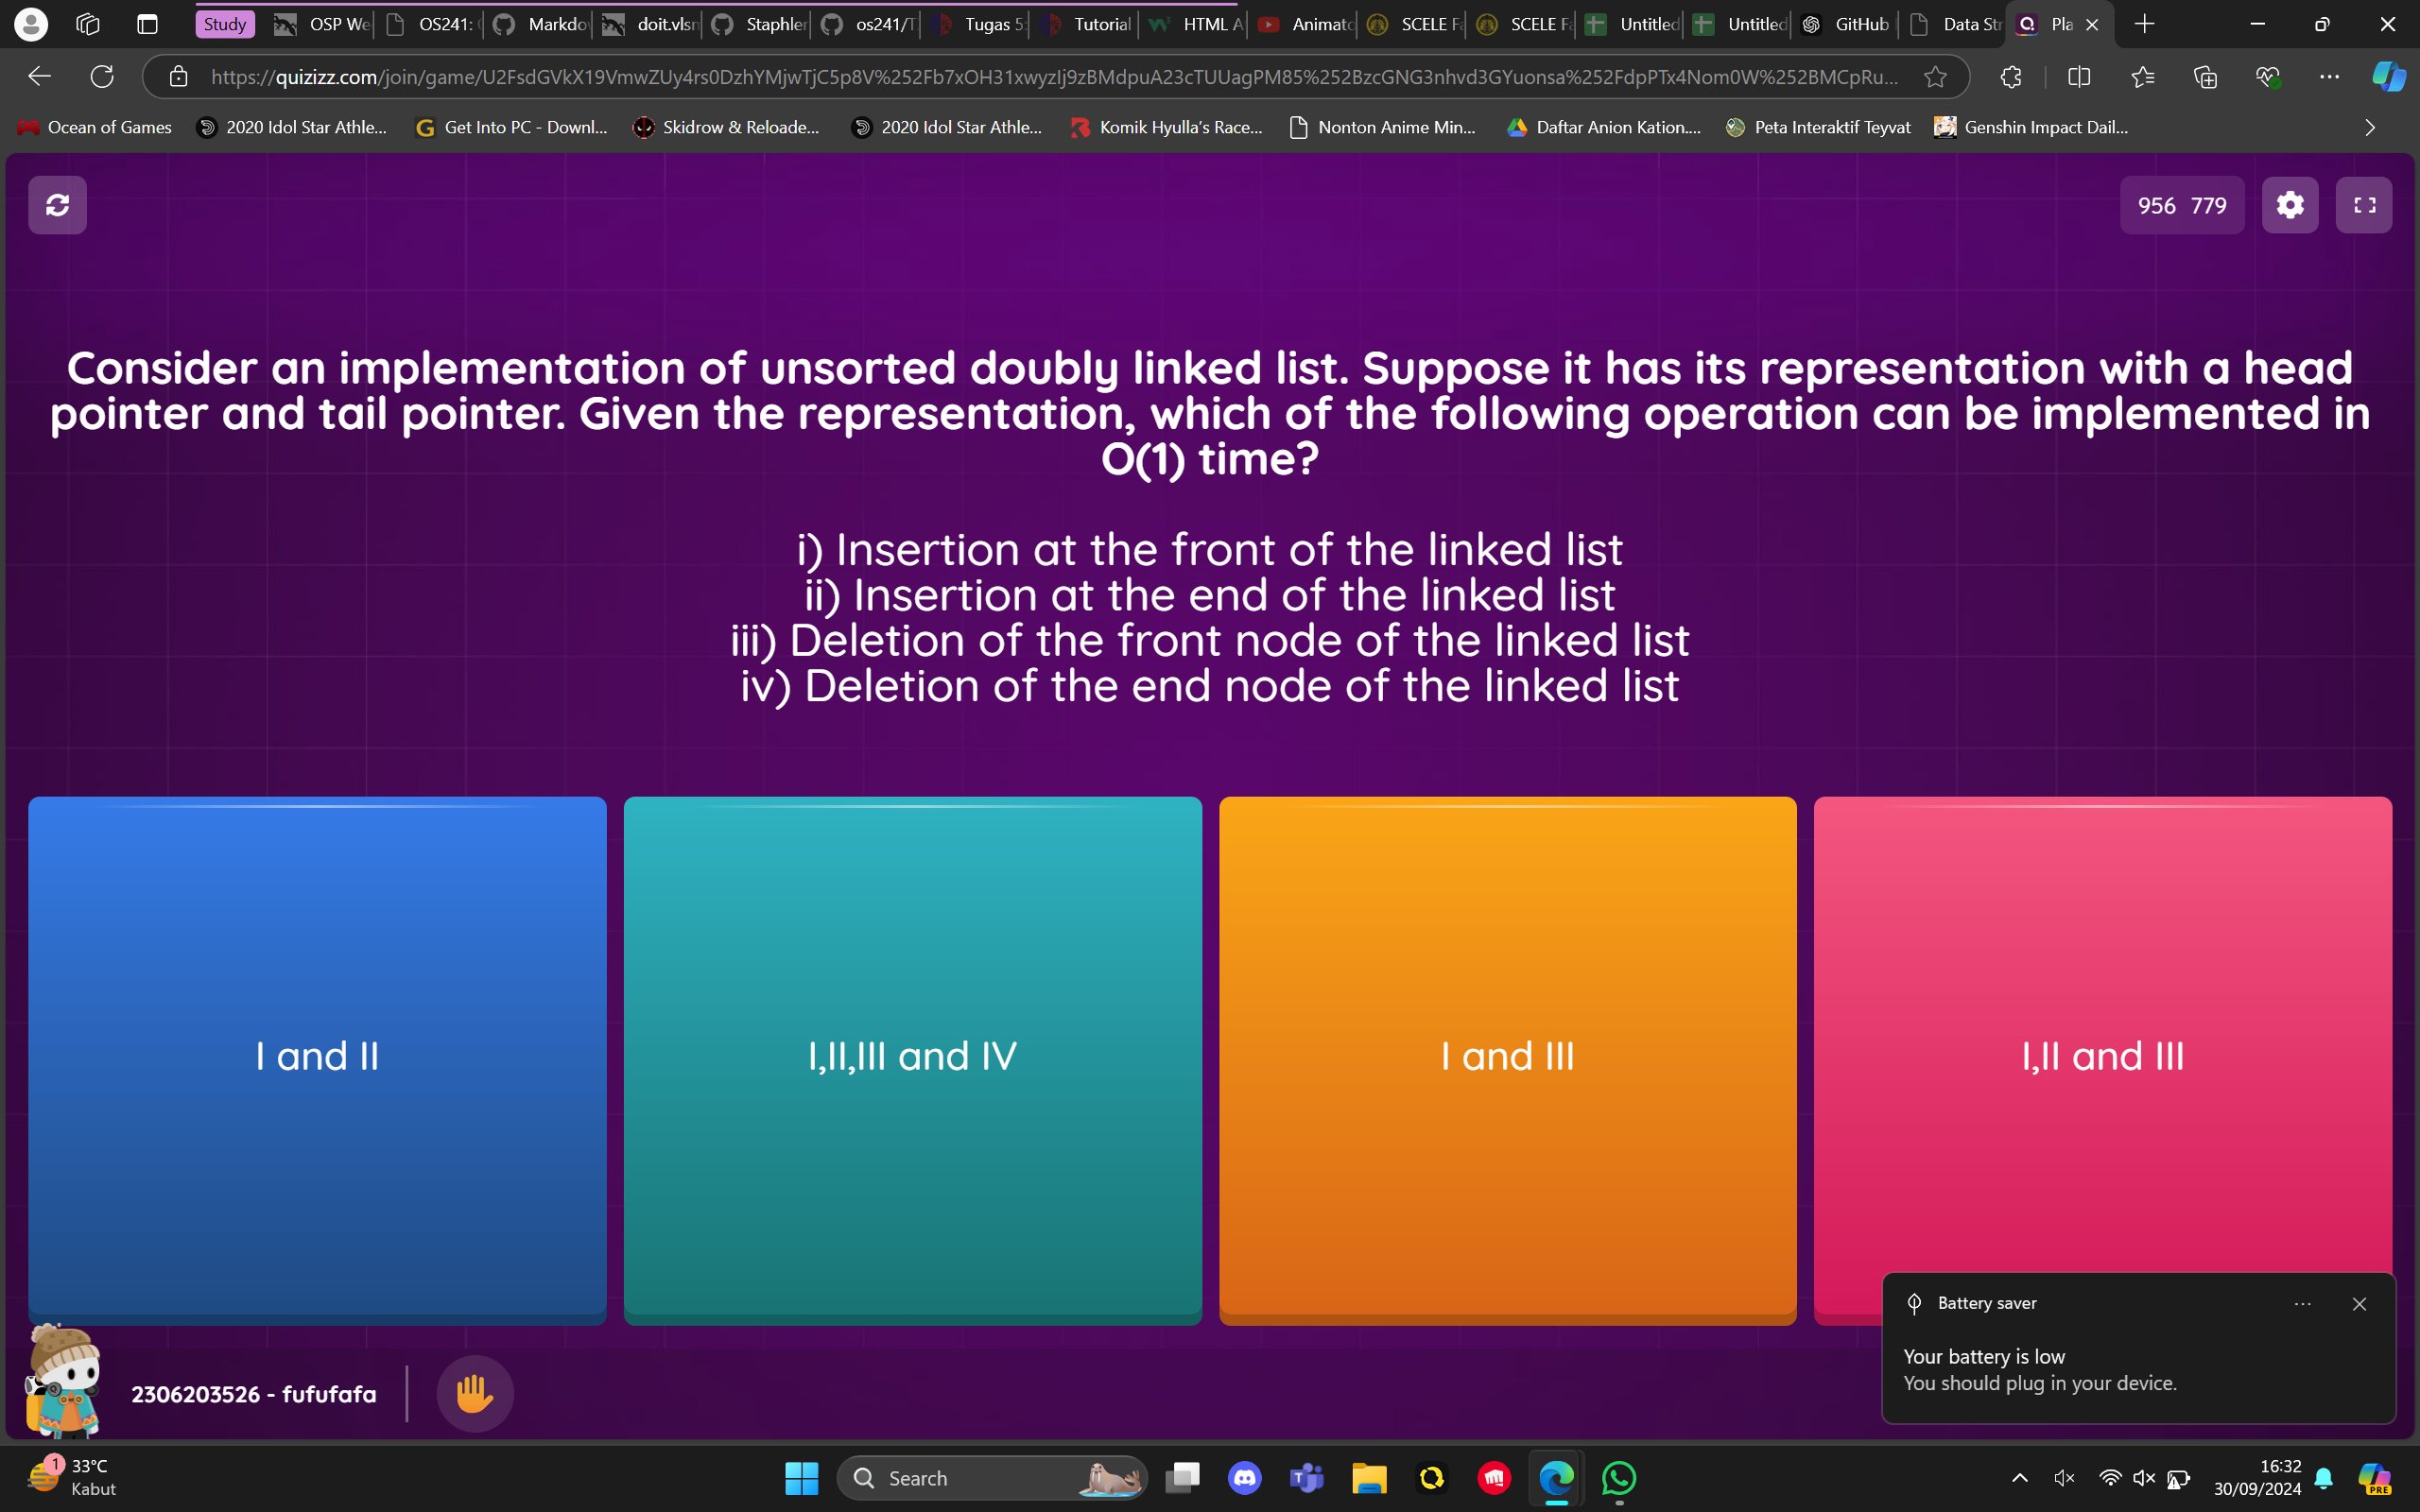 Study
OSP We
OS241:
Markdo
doit.vlsn
Staphler
os241/T
Tugas 5:
Tutorial
HTML A
Animatc
SCELE Fa
SCELE Fa
Untitled
Untitled
GitHub
Data Str
Pla
https://quizizz.com/join/game/U2FsdGVkX19VmwZUy4rs0DzhYMjwTjC5p8V%252Fb7xOH31xwyzIj9zBMdpuA23cTUUagPM85%252BzcGNG3nhvd3GYuonsa%252FdpPTx4Nom0W%252BMCpRu...
Ocean of Games
2020 Idol Star Athle...
Get Into PC - Downl...
Skidrow & Reloade...
2020 Idol Star Athle...
Komik Hyulla's Race...
Nonton Anime Min...
Daftar Anion Kation....
Peta Interaktif Teyvat
Genshin Impact Dail...
956 779
Consider an implementation of unsorted doubly linked list. Suppose it has its representation with a head
pointer and tail pointer. Given the representation, which of the following operation can be implemented in
O(1) time?
i) Insertion at the front of the linked list
ii) Insertion at the end of the linked list
iii) Deletion of the front node of the linked list
iv) Deletion of the end node of the linked list
I and II
I,II,III and IV
I and III
I,II and III
Battery saver
Your battery is low
You should plug in your device.
2306203526 - fufufafa
1
33°C
Kabut
Search
16:32
30/09/2024
PRE